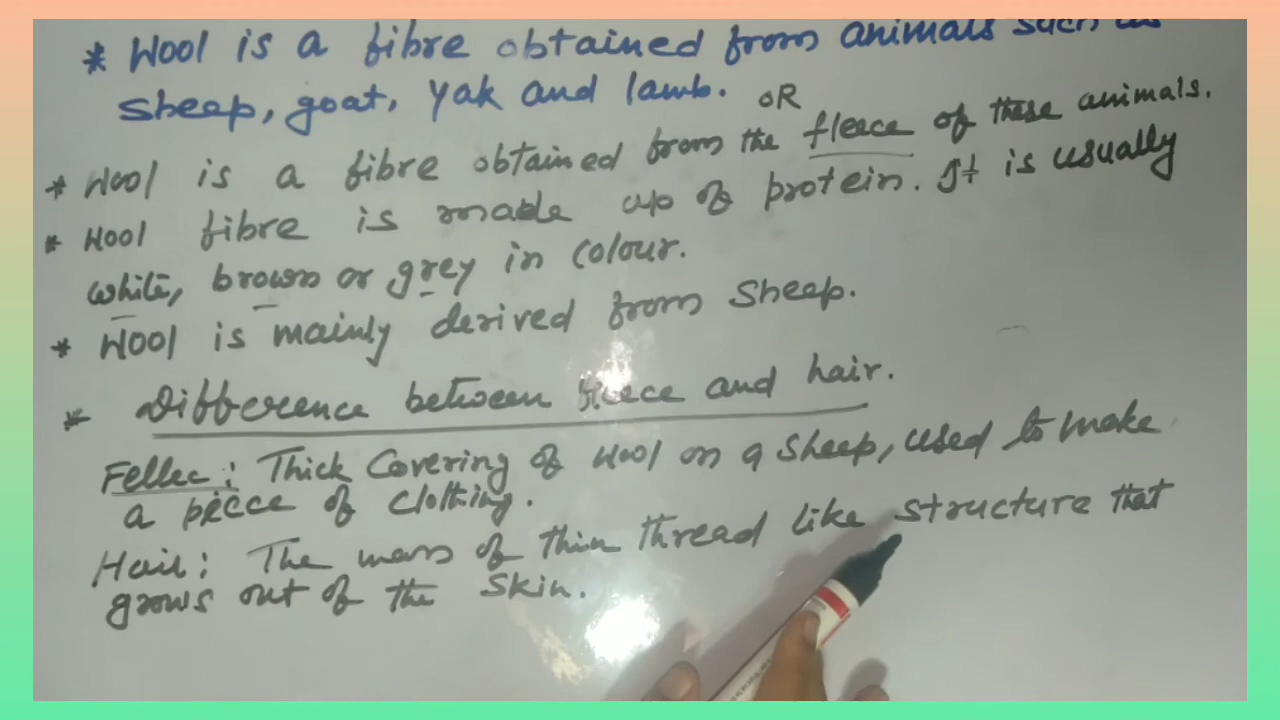 * Wool is a fibre obtained from animals such as
sheep, goat, yak and lamb. OR
* Wool is a fibre obtained from the fleece of these animals.
* Wool fibre is made up of protein. It is usually
white, brown or grey in colour.
* Wool is mainly derived from sheep.
* Difference between fleece and hair.
Fellec: Thick Covering of wool on a sheep, used to make
a piece of clothing.
Hair: The mass of thin thread like structure that
grows out of the skin.